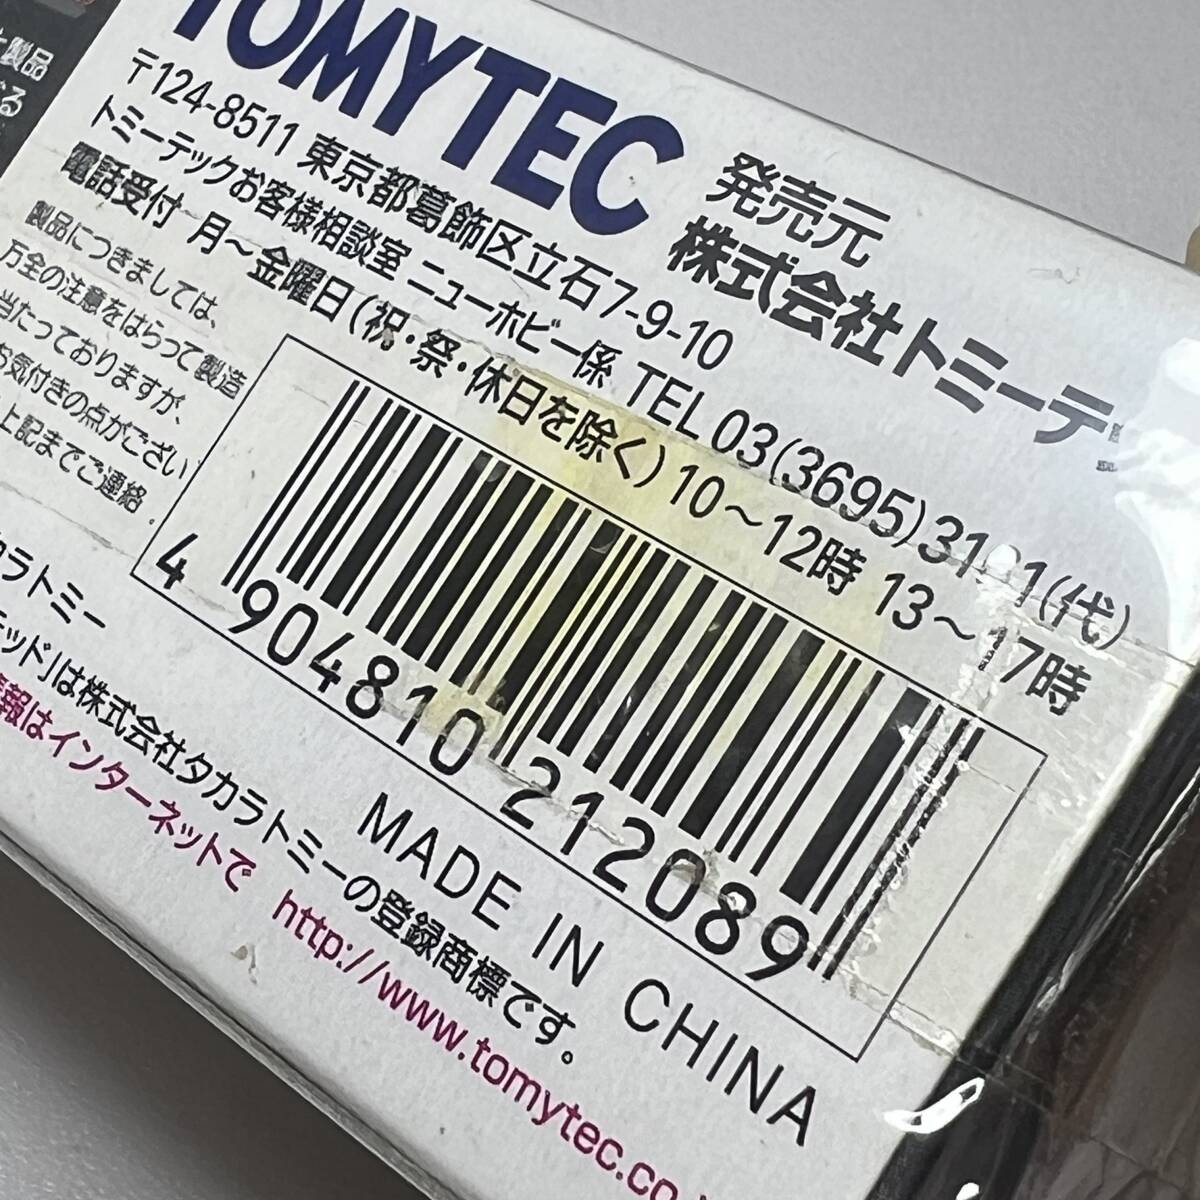 TOMYTEC
発売元
株式会社トミーテ
〒124-8511 東京都葛飾区立石7-9-10
トミーテックお客様相談室 ニューホビー係 TEL 03(3695)31 1(代)
電話受付 月～金曜日(祝・祭・休日を除く) 10～12時 13～17時
製品につきましては、
万全の注意をはらって製造
当たっておりますが、
お気付きの点がござい
上記までご連絡
製品
4 904810 212089
MADE IN CHINA
カラトミー
ッド」は株式会社タカラトミーの登録商標です。
情報はインターネットで http://www.tomytec.co.